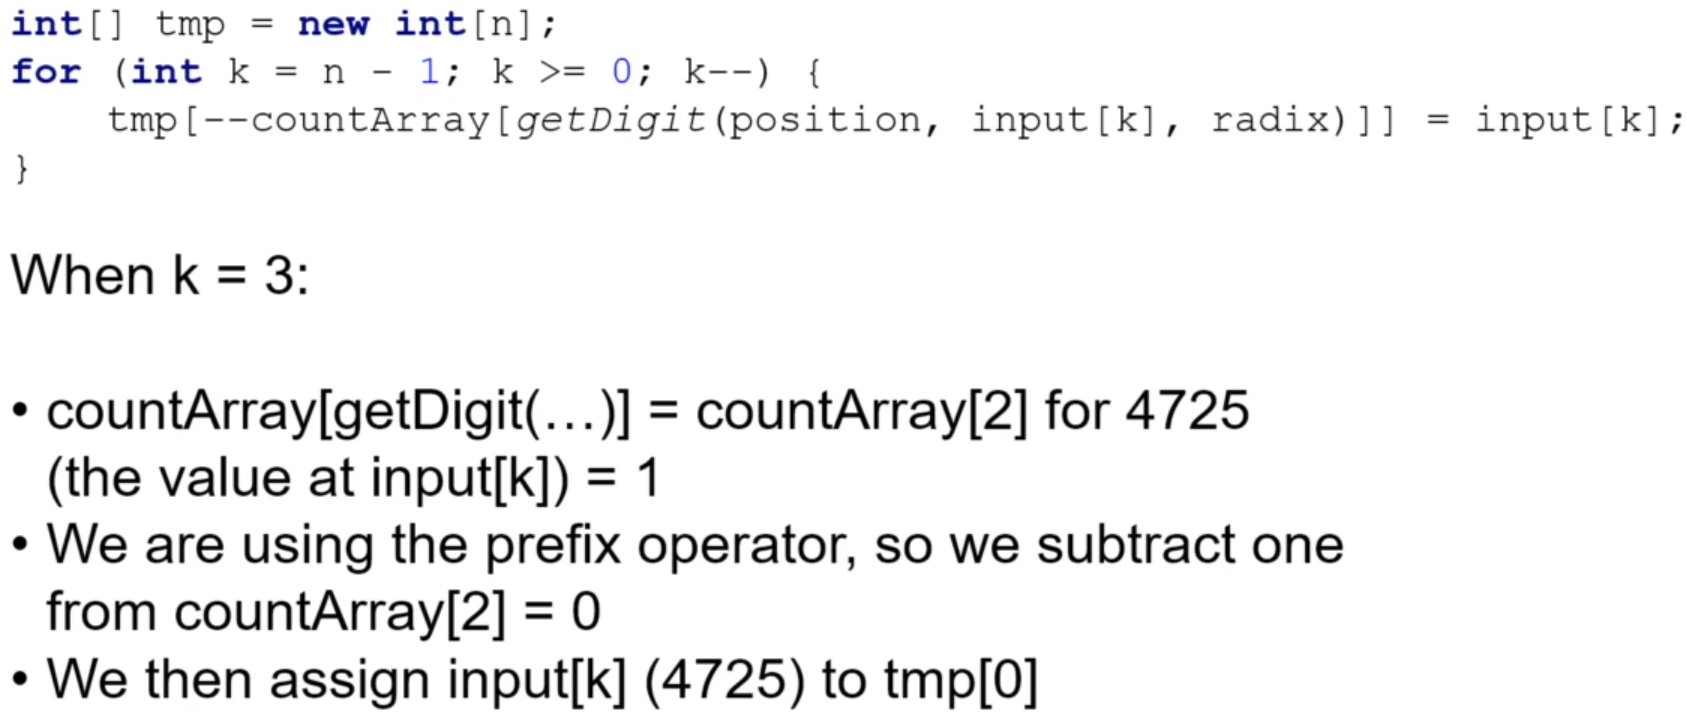 int[] tmp = new int[n];
for (int k = n - 1; k >= 0; k--) {
    tmp[--countArray[getDigit(position, input[k], radix)]] = input[k];
}
When k = 3:
• countArray[getDigit(…)] = countArray[2] for 4725
(the value at input[k]) = 1
• We are using the prefix operator, so we subtract one
from countArray[2] = 0
• We then assign input[k] (4725) to tmp[0]